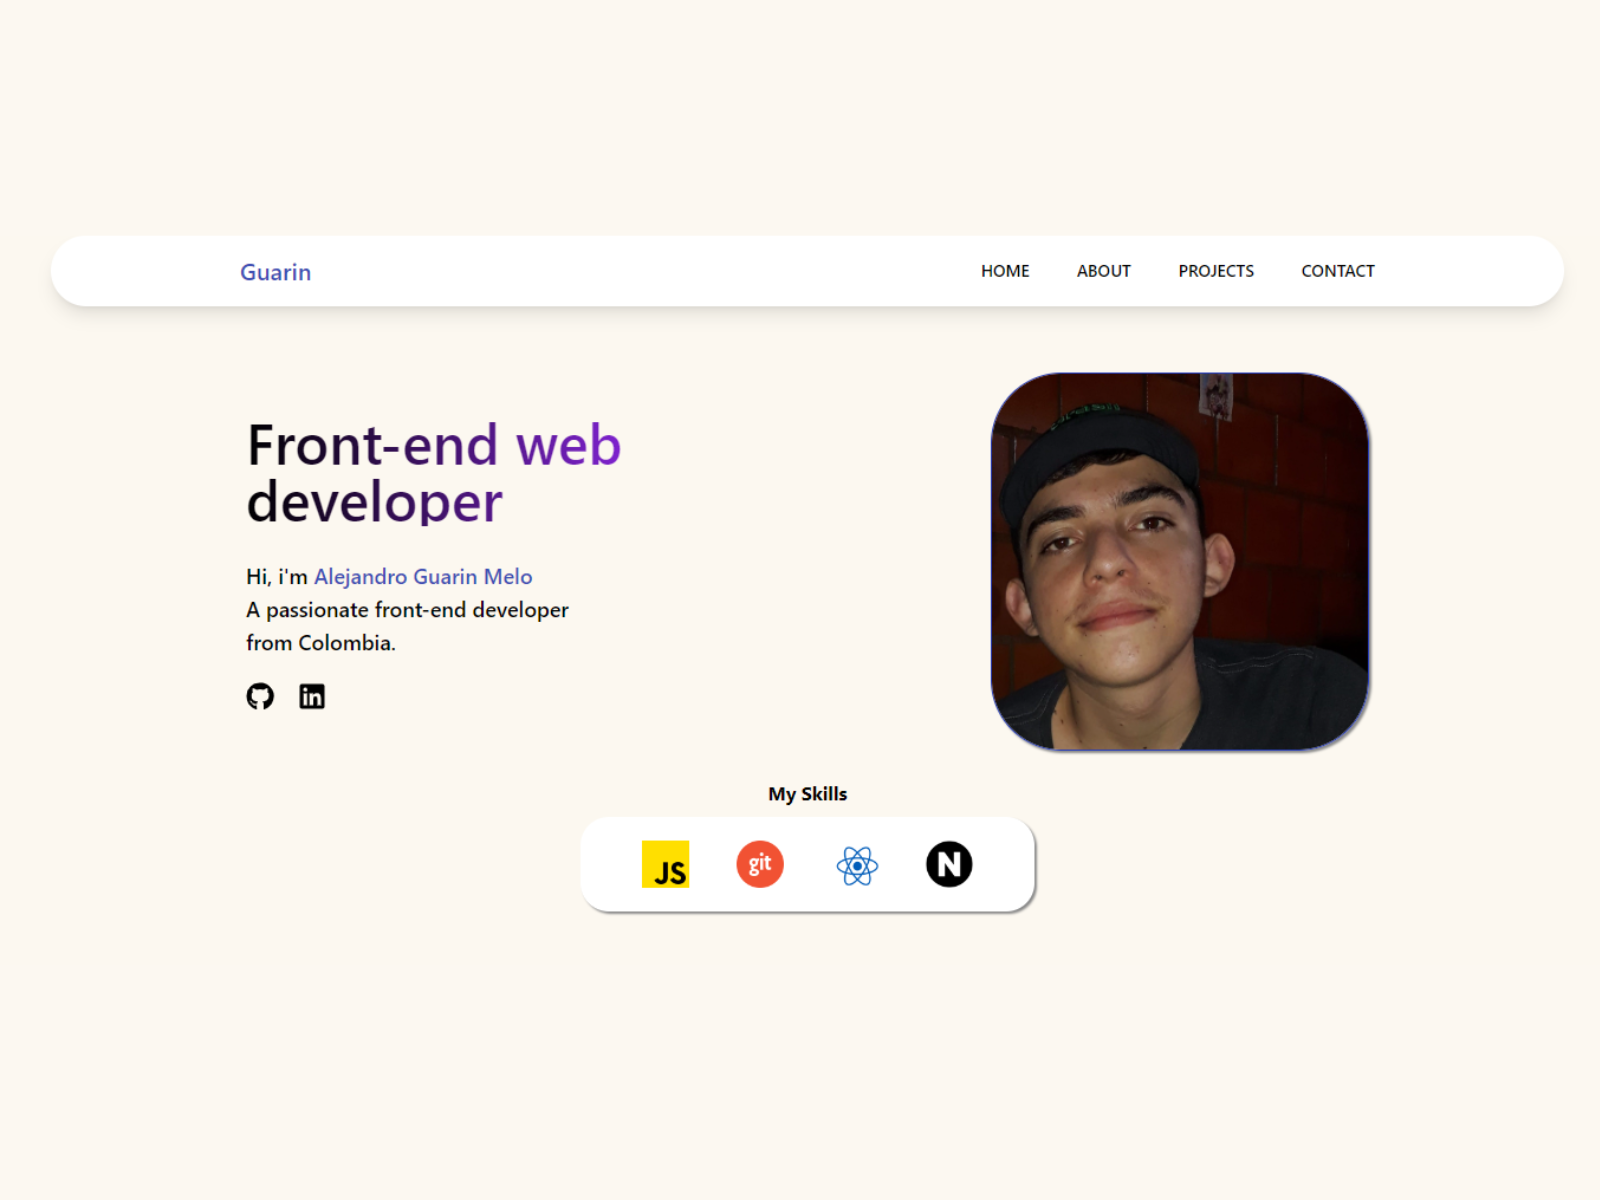 Guarin
HOME
ABOUT
PROJECTS
CONTACT
Front-end web
developer
Hi, i'm Alejandro Guarin Melo
A passionate front-end developer
from Colombia.
in
My Skills
JS
git
N